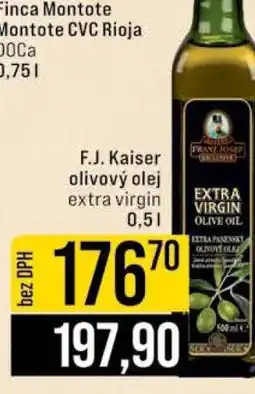 Finca Montote
Montote CVC Rioja
DOCa
0,75 l
F.J. Kaiser
olivový olej
extra virgin
0,5 l
bez DPH
176 70
197,90
FRANZ JOSEF
EXCLUSIVE
EXTRA
VIRGIN
OLIVE OIL
EXTRA PANENSKÝ
OLIVOVÝ OLEJ
500 ml e